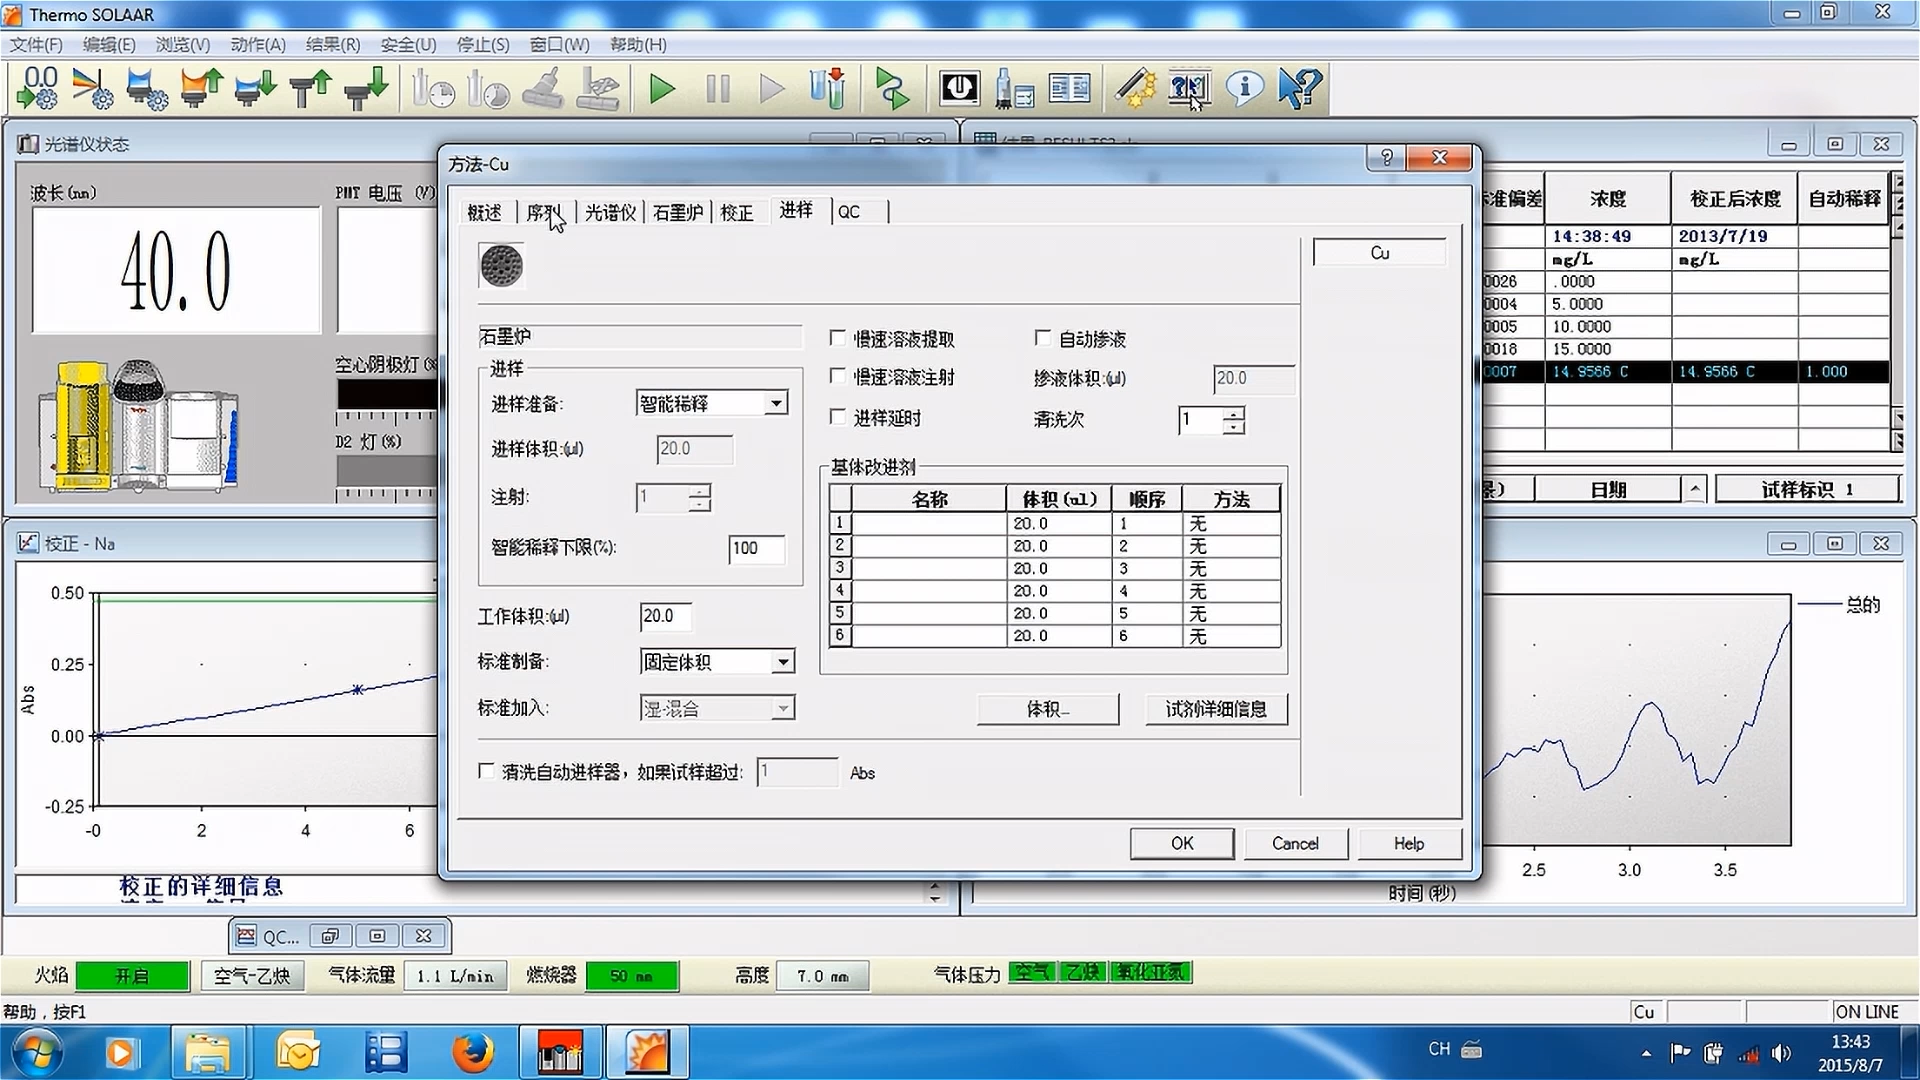 Thermo SOLAAR
文件(F) 编辑(E) 浏览(V) 动作(A) 结果(R) 安全(U) 停止(S) 窗口(W) 帮助(H)
0.0
光谱仪状态
波长(nm) PMT 电压 (V)
40.0
空心阴极灯(%
D2 灯(%)
方法-Cu
概述 序列 光谱仪 石墨炉 校正 进样 QC
Cu
石墨炉
进样
进样准备: 智能稀释
进样体积:(μl) 20.0
注射: 1
智能稀释下限(%): 100
工作体积:(μl) 20.0
标准制备: 固定体积
标准加入: 湿-混合
慢速溶液提取 自动掺液
慢速溶液注射 掺液体积:(μl) 20.0
进样延时 清洗次 1
基体改进剂
名称 体积(ul) 顺序 方法
1 20.0 1 无
2 20.0 2 无
3 20.0 3 无
4 20.0 4 无
5 20.0 5 无
6 20.0 6 无
体积... 试剂详细信息
清洗自动进样器，如果试样超过: 1 Abs
OK Cancel Help
标准偏差 浓度 校正后浓度 自动稀释
14:38:49 2013/7/19
mg/L mg/L
0026 .0000
0004 5.0000
0005 10.0000
0018 15.0000
0007 14.9566 C 14.9566 C 1.000
日期 试样标识 1
校正 - Na
0.50
0.25
0.00
-0.25
Abs
-0 2 4 6
校正的详细信息
总的
2.5 3.0 3.5
时间(秒)
QC...
火焰 开启 空气-乙炔 气体流量 1.1 L/min 燃烧器 50 mm 高度 7.0 mm 气体压力 空气 乙炔 氧化亚氮
帮助，按F1 Cu ON LINE
CH
13:43
2015/8/7